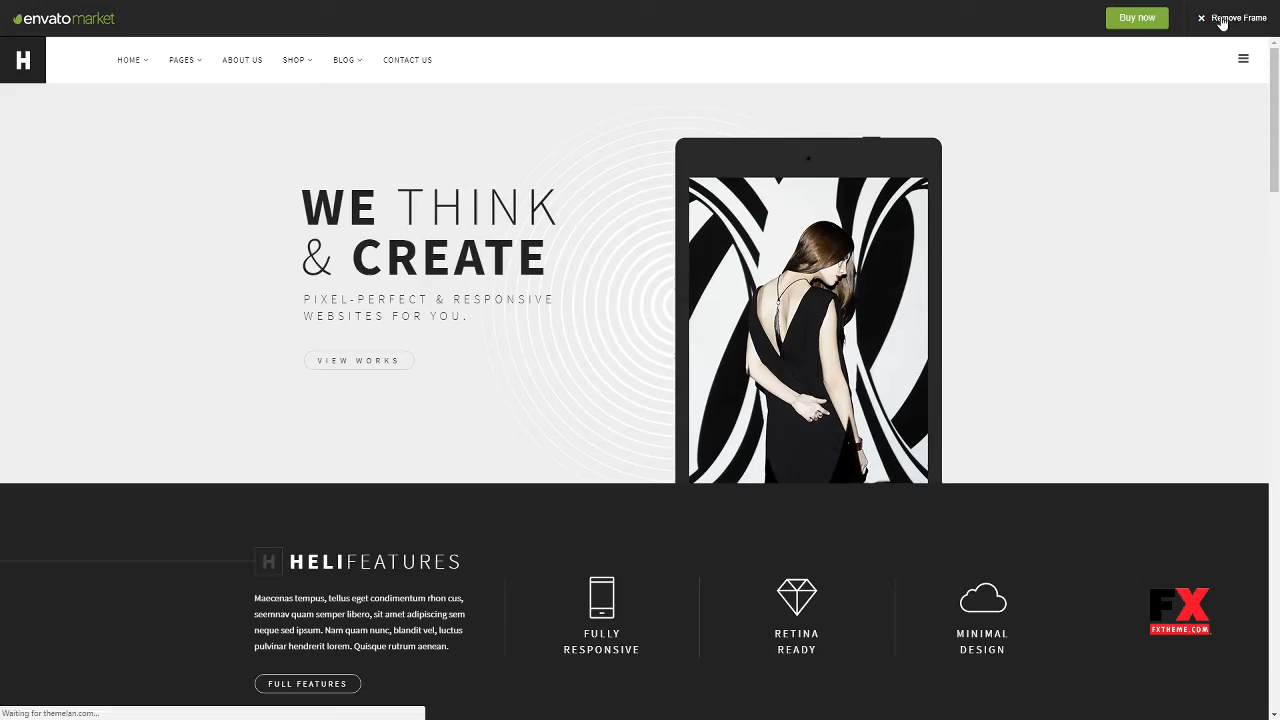 envatomarket
Buy now
Remove Frame
H
HOME
PAGES
ABOUT US
SHOP
BLOG
CONTACT US
WE THINK
& CREATE
PIXEL-PERFECT & RESPONSIVE
WEBSITES FOR YOU.
VIEW WORKS
H HELIFEATURES
Maecenas tempus, tellus eget condimentum rhon cus,
seemnav quam semper libero, sit amet adipiscing sem
neque sed ipsum. Nam quam nunc, blandit vel, luctus
pulvinar hendrerit lorem. Quisque rutrum aenean.
FULL FEATURES
FULLY
RESPONSIVE
RETINA
READY
MINIMAL
DESIGN
FX
FXTHEME.COM
Waiting for themelan.com...